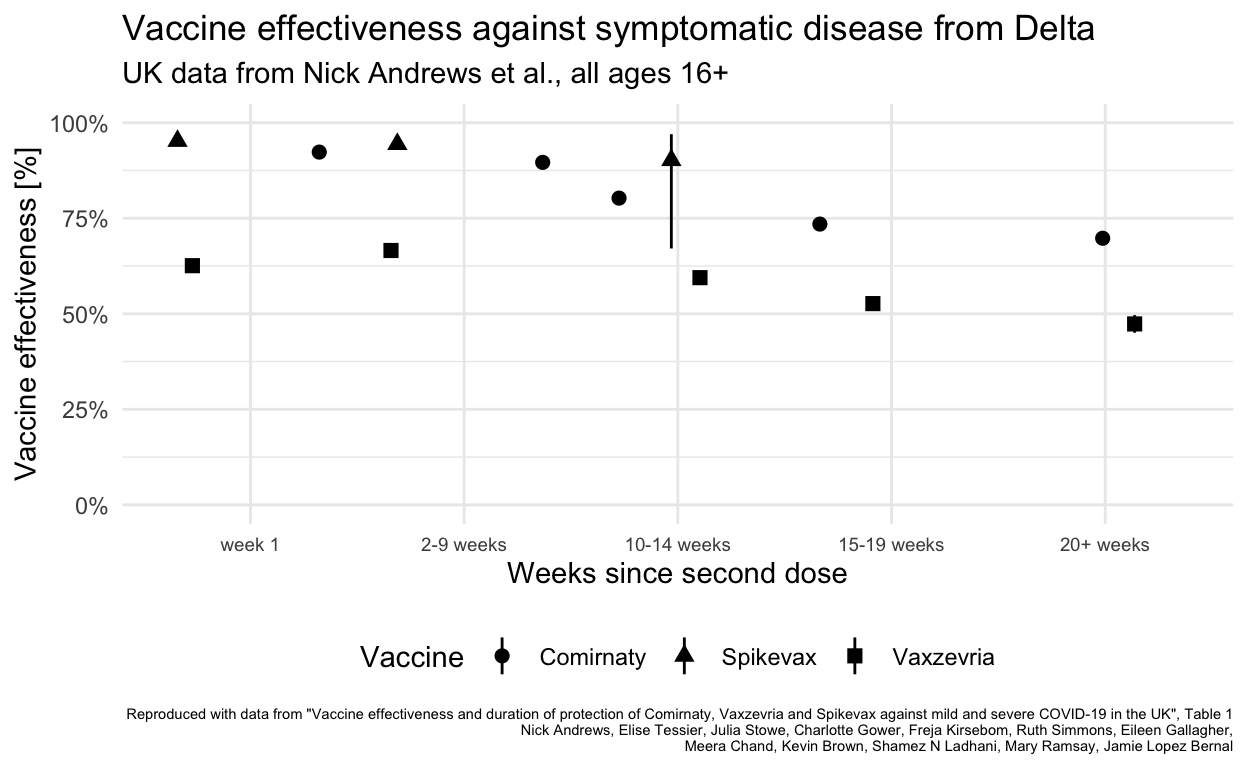 Vaccine effectiveness against symptomatic disease from Delta
UK data from Nick Andrews et al., all ages 16+
Vaccine effectiveness [%]
100%
75%
50%
25%
0%
week 1
2-9 weeks
10-14 weeks
15-19 weeks
20+ weeks
Weeks since second dose
Vaccine
Comirnaty
Spikevax
Vaxzevria
Reproduced with data from "Vaccine effectiveness and duration of protection of Comirnaty, Vaxzevria and Spikevax against mild and severe COVID-19 in the UK", Table 1
Nick Andrews, Elise Tessier, Julia Stowe, Charlotte Gower, Freja Kirsebom, Ruth Simmons, Eileen Gallagher,
Meera Chand, Kevin Brown, Shamez N Ladhani, Mary Ramsay, Jamie Lopez Bernal